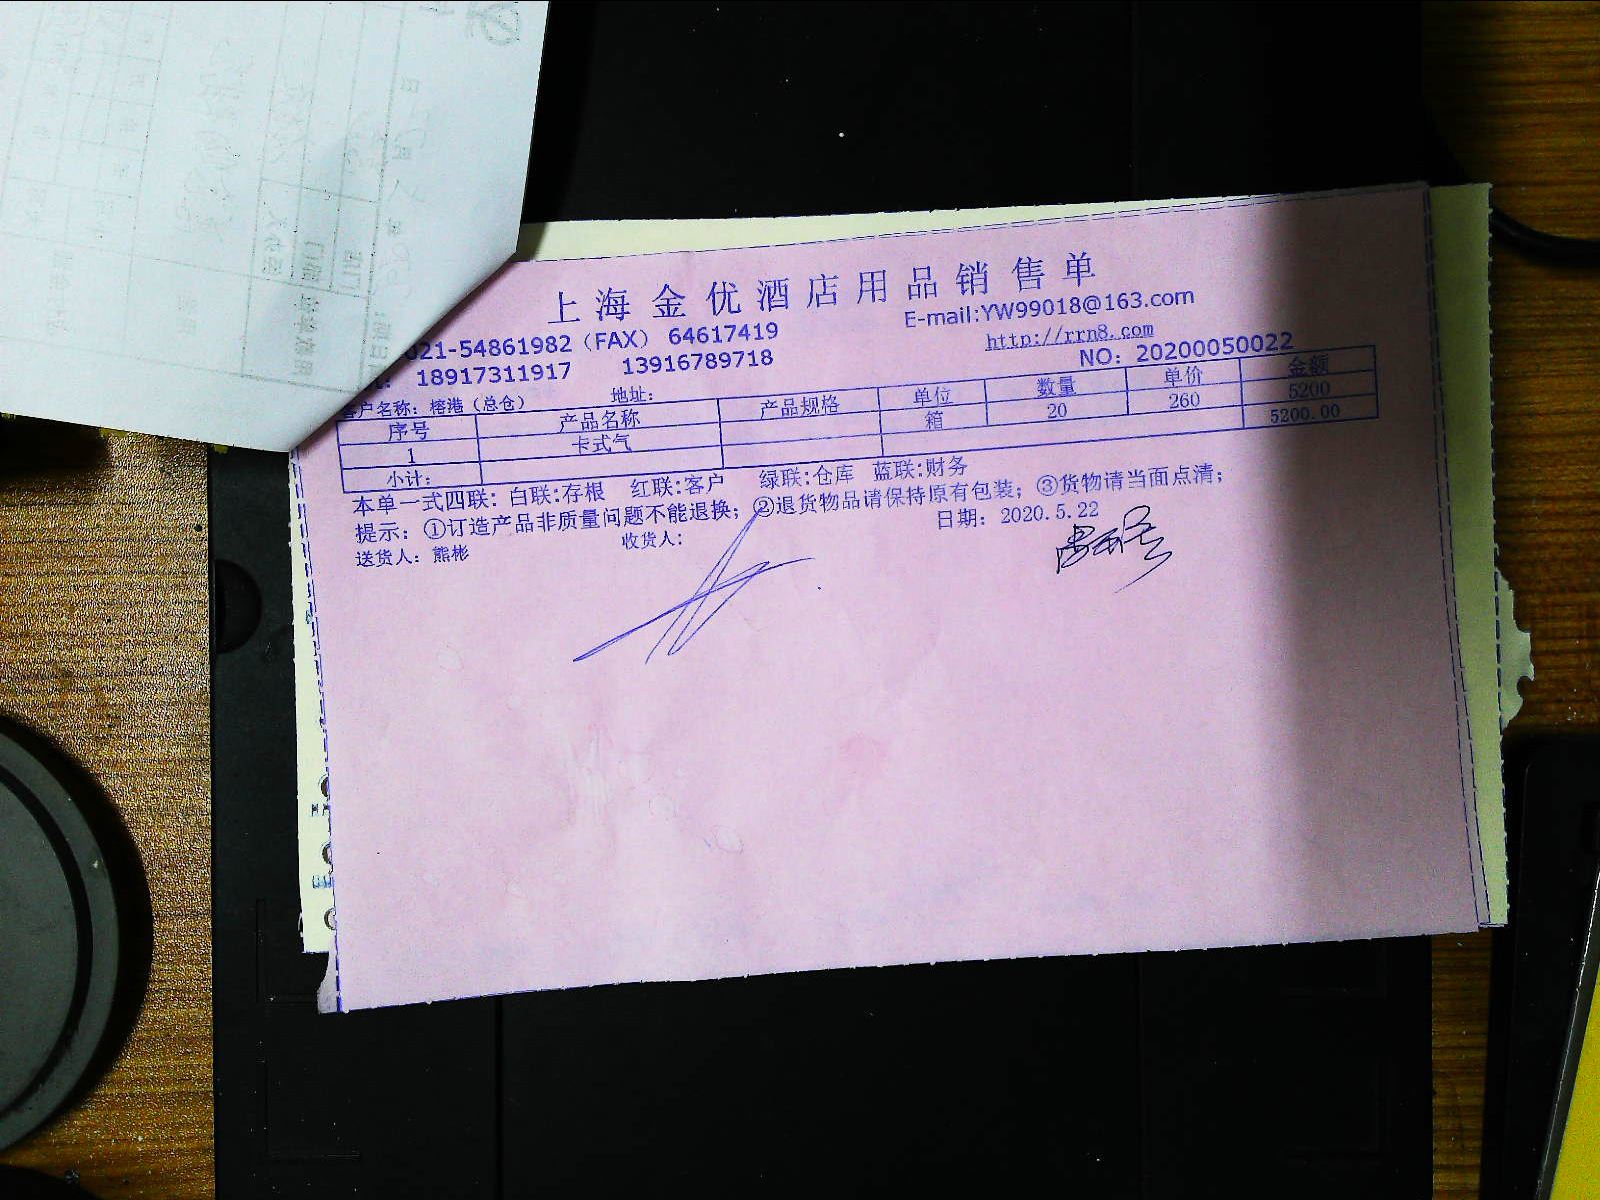 上海金优酒店用品销售单
021-54861982（FAX） 64617419
E-mail:YW99018@163.com
18917311917 13916789718
http://rrn8.com
NO：20200050022
客户名称：榕港（总仓） 地址：
序号 产品名称 产品规格 单位 数量 单价 金额
1 卡式气 箱 20 260 5200
小计： 5200.00
本单一式四联：白联:存根 红联:客户 绿联:仓库 蓝联:财务
提示：①订造产品非质量问题不能退换；②退货物品请保持原有包装；③货物请当面点清；
送货人：熊彬 收货人： 日期：2020.5.22